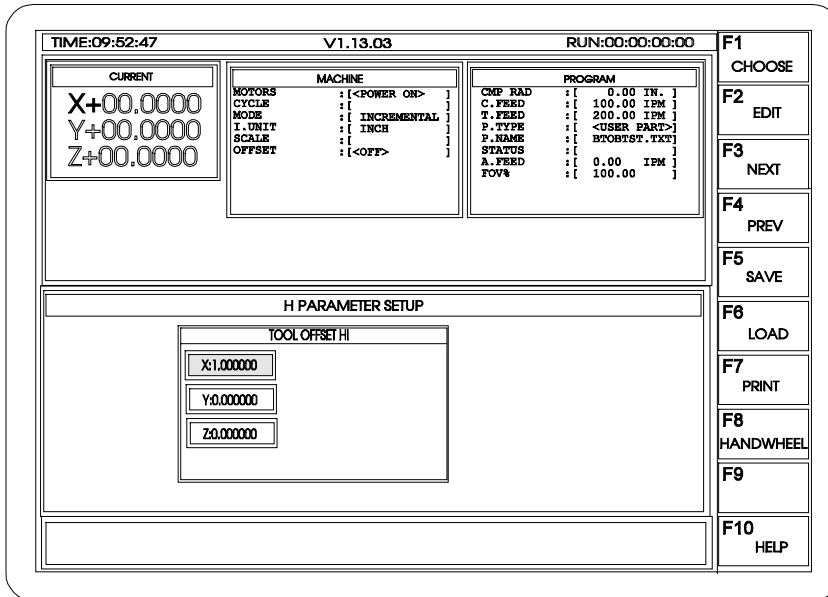 TIME:09:52:47 V1.13.03 RUN:00:00:00:00
CURRENT
X+00.0000
Y+00.0000
Z+00.0000
MACHINE
MOTORS :[<POWER ON> ]
CYCLE :[ ]
MODE :[ INCREMENTAL ]
I.UNIT :[ INCH ]
SCALE :[ ]
OFFSET :[<OFF> ]
PROGRAM
CMP RAD :[ 0.00 IN. ]
C.FEED :[ 100.00 IPM ]
T.FEED :[ 200.00 IPM ]
P.TYPE :[ <USER PART>]
P.NAME :[ BTOBTST.TXT]
STATUS :[ ]
A.FEED :[ 0.00 IPM ]
FOV% :[ 100.00 ]
H PARAMETER SETUP
TOOL OFFSET HI
X:1.000000
Y:0.000000
Z:0.000000
F1
CHOOSE
F2
EDIT
F3
NEXT
F4
PREV
F5
SAVE
F6
LOAD
F7
PRINT
F8
HANDWHEEL
F9
F10
HELP